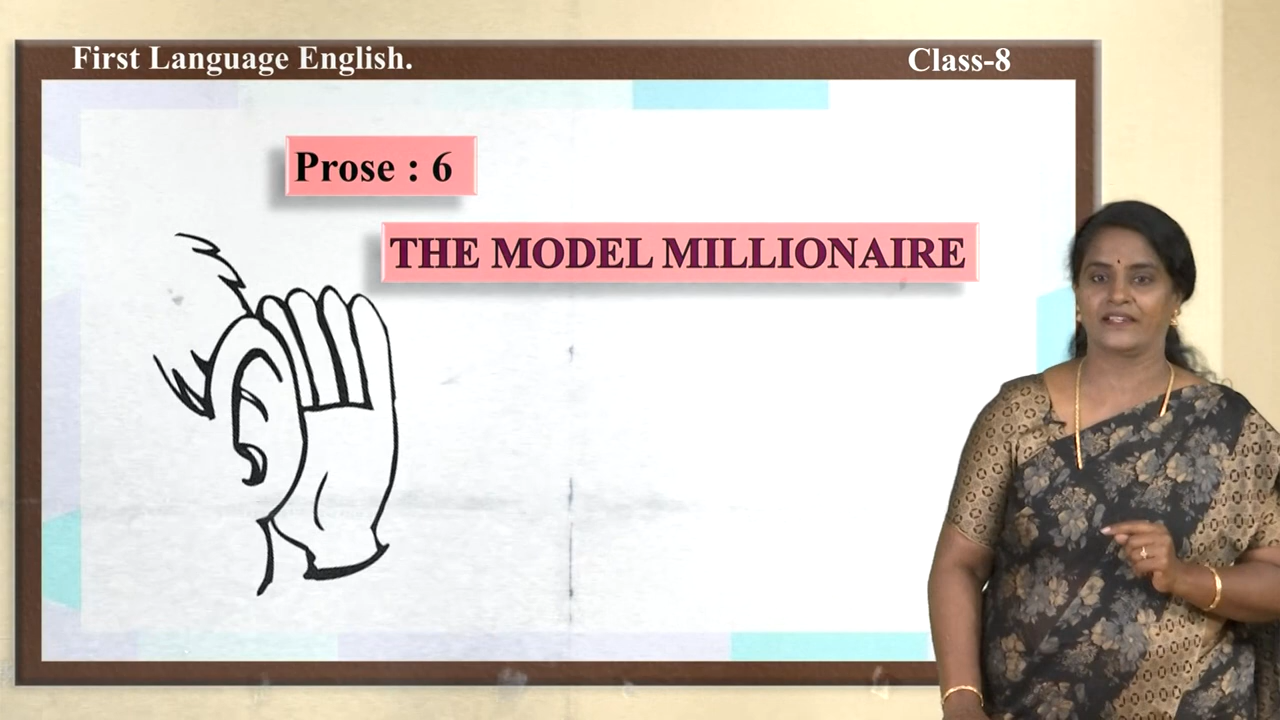 First Language English.
Class-8
Prose : 6
THE MODEL MILLIONAIRE